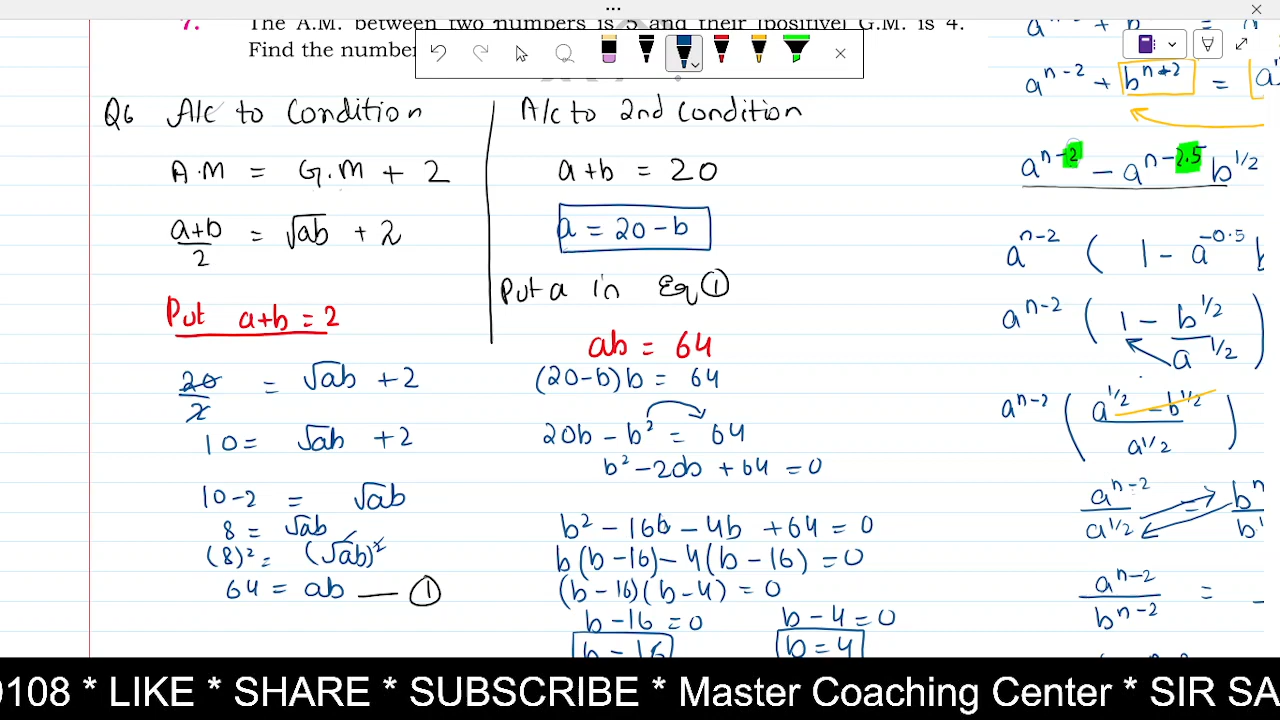 7. The A.M. between two numbers is 5 and their (positive) G.M. is 4.
Find the number
Q6 A/c to Condition
A.M = G.M + 2
a+b/2 = √ab + 2
Put a+b = 2
20/2 = √ab + 2
10 = √ab + 2
10-2 = √ab
8 = √ab
(8)² = (√ab)²
64 = ab — ①
A/c to 2nd Condition
a+b = 20
a = 20 - b
Put a in Eq ①
ab = 64
(20-b)b = 64
20b - b² = 64
b² - 20b + 64 = 0
b² - 16b - 4b + 64 = 0
b(b-16) - 4(b-16) = 0
(b-16)(b-4) = 0
b-16 = 0 b-4 = 0
b = 16 b = 4
aⁿ⁻² + bⁿ⁺² =
aⁿ⁻² - aⁿ⁻²·⁵ b^1/2
aⁿ⁻² ( 1 - a^-0.5
aⁿ⁻² ( 1 - b^1/2/a^1/2 )
aⁿ⁻² ( a^1/2 - b^1/2/a^1/2 )
aⁿ⁻²/a^1/2 =
aⁿ⁻²/bⁿ⁻² =
0108 * LIKE * SHARE * SUBSCRIBE * Master Coaching Center * SIR SA